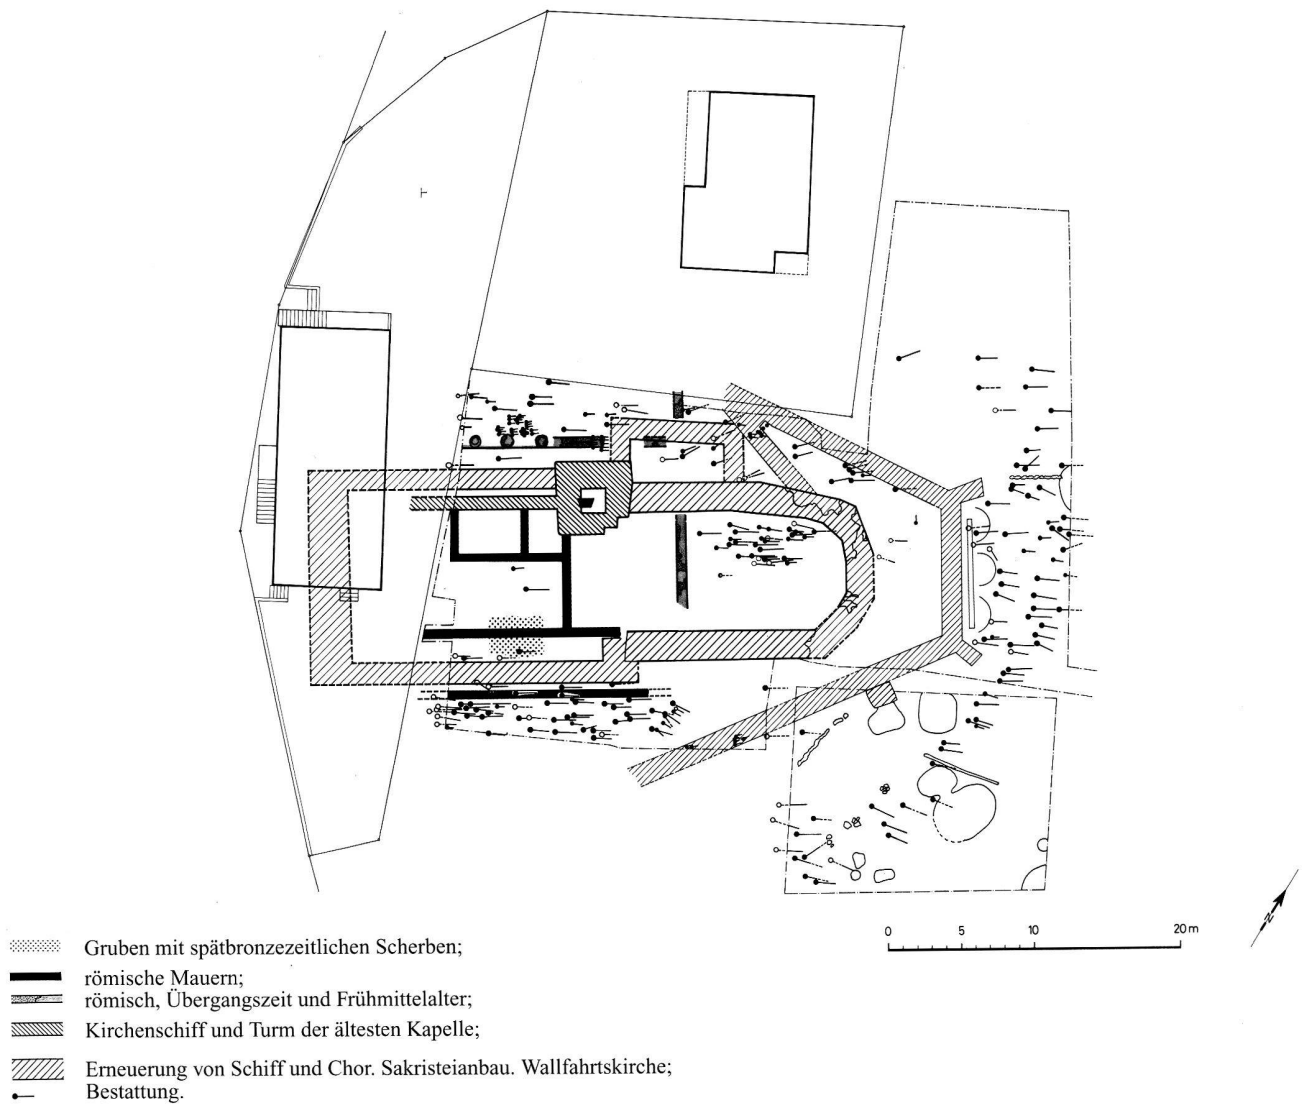 N
0 5 10 20 m
Gruben mit spätbronzezeitlichen Scherben;
römische Mauern;
römisch, Übergangszeit und Frühmittelalter;
Kirchenschiff und Turm der ältesten Kapelle;
Erneuerung von Schiff und Chor. Sakristeianbau. Wallfahrtskirche;
Bestattung.